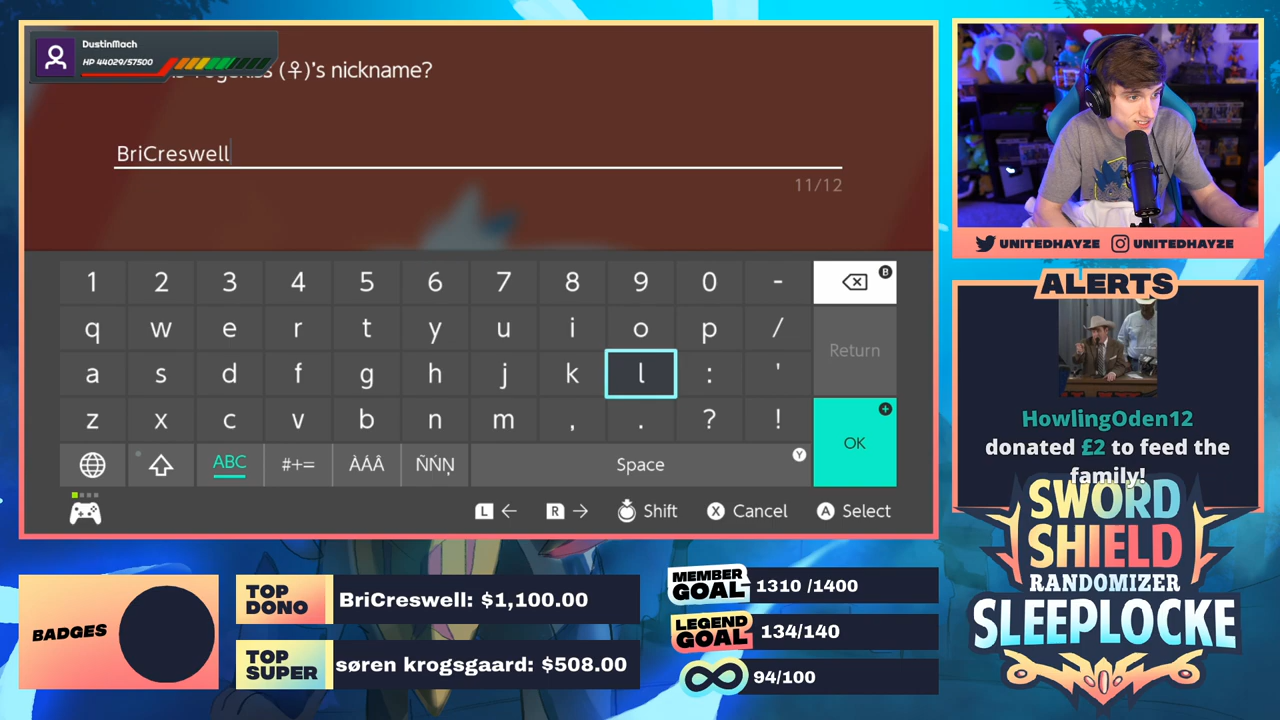 DustinMach
HP 44029/57500
(♀)'s nickname?
BriCreswell
11/12
1 2 3 4 5 6 7 8 9 0 - B
q w e r t y u i o p /
Return
a s d f g h j k l : '
z x c v b n m , . ? ! +
OK
ABC #+= ÀÁÂ ÑŃŅ Space Y
L ← R → Shift X Cancel A Select
UNITEDHAYZE UNITEDHAYZE
ALERTS
HowlingOden12
donated £2 to feed the
family!
SWORD
SHIELD
RANDOMIZER
SLEEPLOCKE
BADGES
TOP
DONO
BriCreswell: $1,100.00
TOP
SUPER
søren krogsgaard: $508.00
MEMBER
GOAL
1310 /1400
LEGEND
GOAL
134/140
94/100